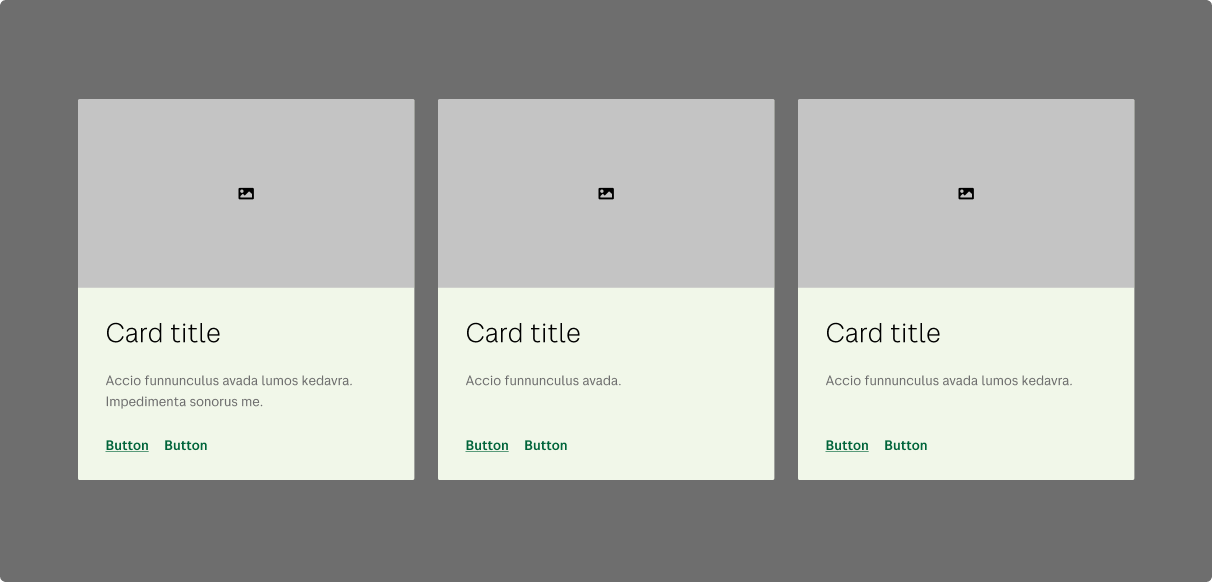 Card title
Accio funnunculus avada lumos kedavra.
Impedimenta sonorus me.
Button Button
Card title
Accio funnunculus avada.
Button Button
Card title
Accio funnunculus avada lumos kedavra.
Button Button